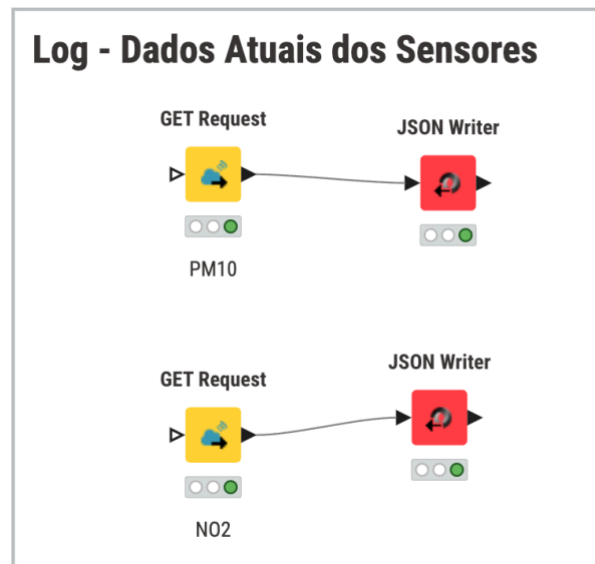 Log - Dados Atuais dos Sensores
GET Request
JSON Writer
PM10
GET Request
JSON Writer
NO2